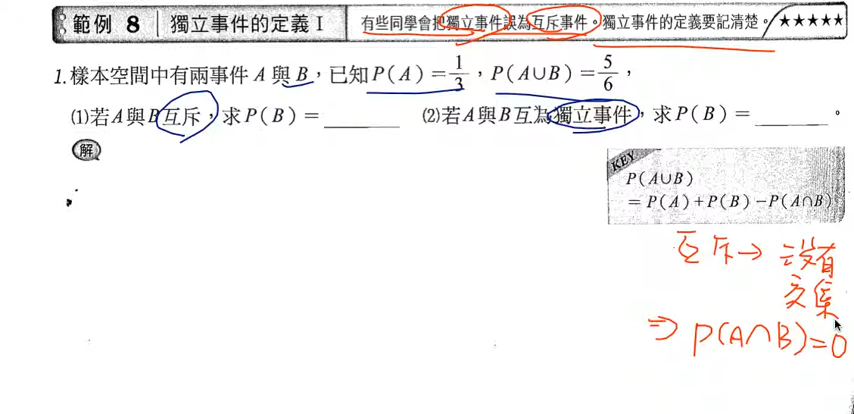 範例 8 獨立事件的定義 I 有些同學會把獨立事件誤為互斥事件。獨立事件的定義要記清楚。 ★★★★★
1. 樣本空間中有兩事件 A 與 B,已知 P(A)=1/3,P(A∪B)=5/6,
(1)若 A 與 B 互斥,求 P(B)=________ (2)若 A 與 B 互為獨立事件,求 P(B)=________。
解
KEY
P(A∪B)
=P(A)+P(B)-P(A∩B)
互斥→沒有
交集
⇒ P(A∩B)=0